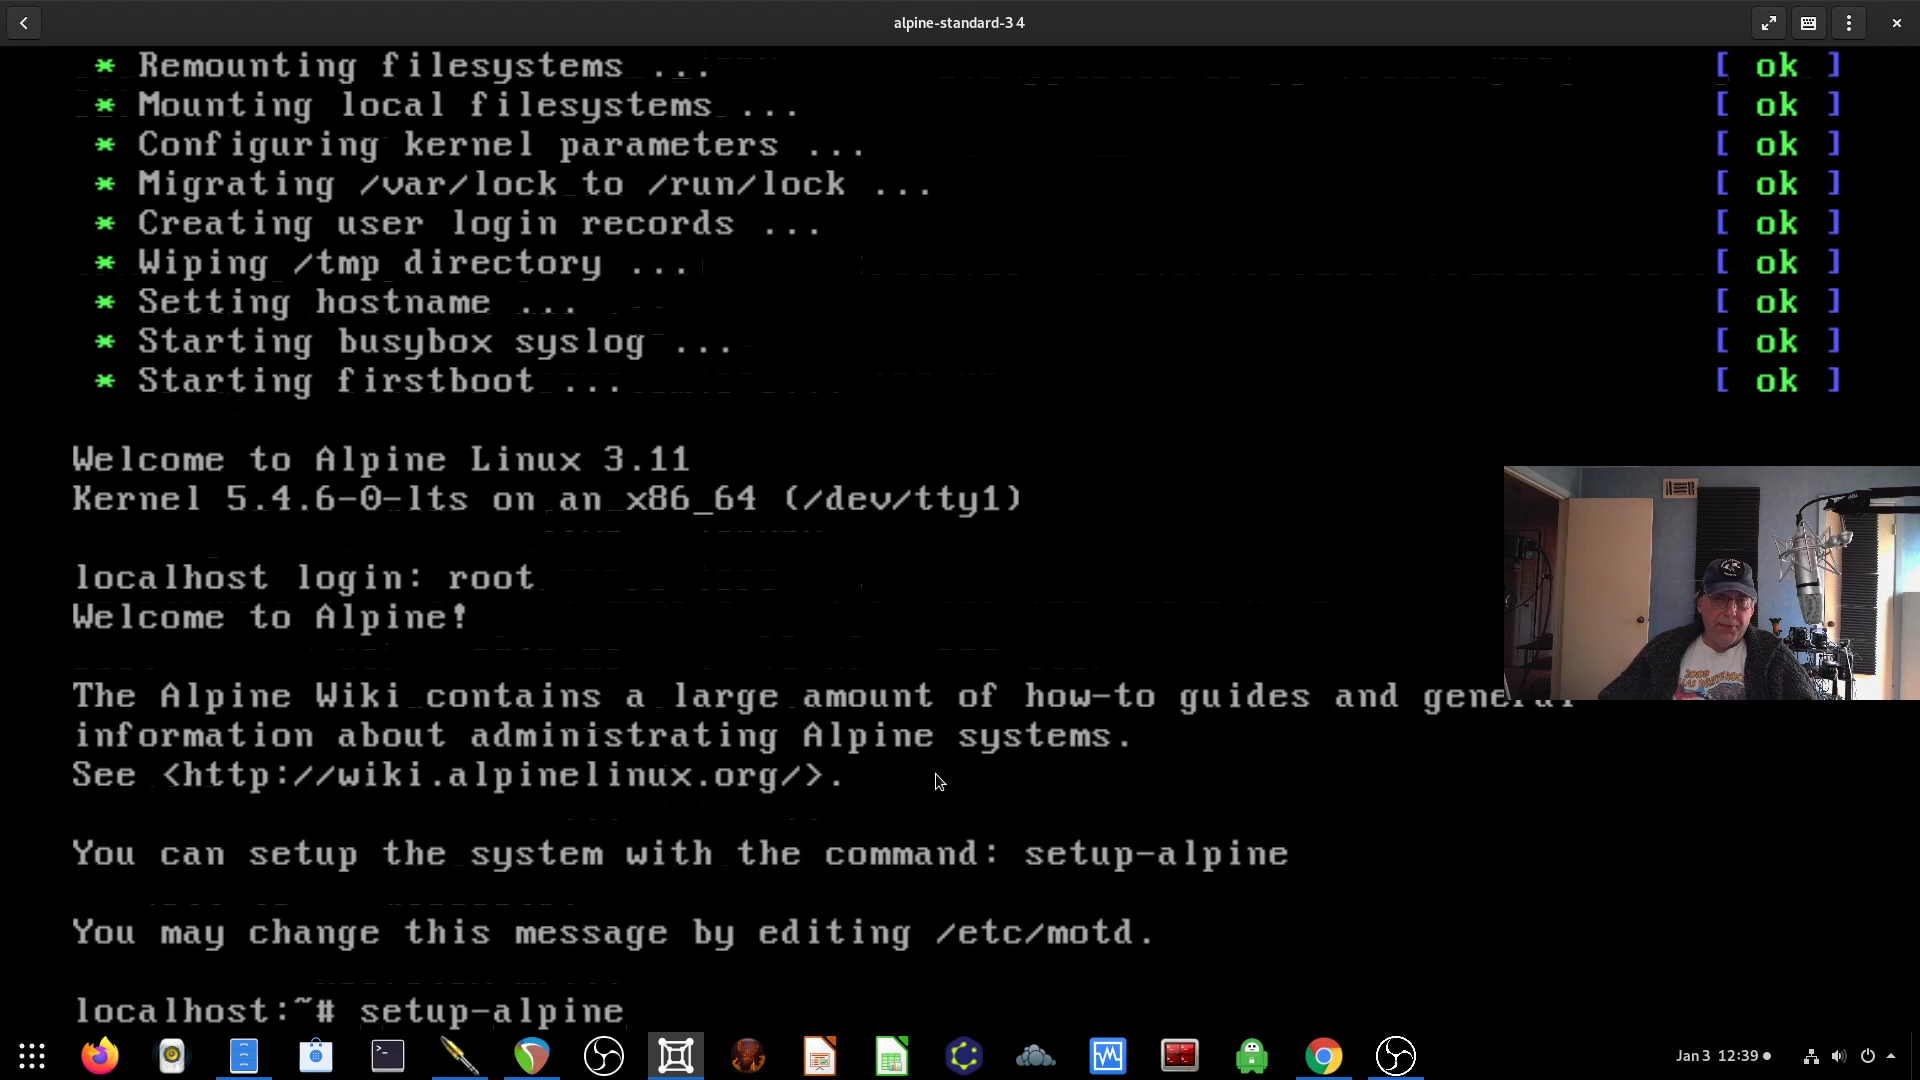 alpine-standard-3 4
* Remounting filesystems ... [ ok ]
* Mounting local filesystems ... [ ok ]
* Configuring kernel parameters ... [ ok ]
* Migrating /var/lock to /run/lock ... [ ok ]
* Creating user login records ... [ ok ]
* Wiping /tmp directory ... [ ok ]
* Setting hostname ... [ ok ]
* Starting busybox syslog ... [ ok ]
* Starting firstboot ... [ ok ]
Welcome to Alpine Linux 3.11
Kernel 5.4.6-0-lts on an x86_64 (/dev/tty1)
localhost login: root
Welcome to Alpine!
The Alpine Wiki contains a large amount of how-to guides and general
information about administrating Alpine systems.
See <http://wiki.alpinelinux.org/>.
You can setup the system with the command: setup-alpine
You may change this message by editing /etc/motd.
localhost:~# setup-alpine
Jan 3 12:39